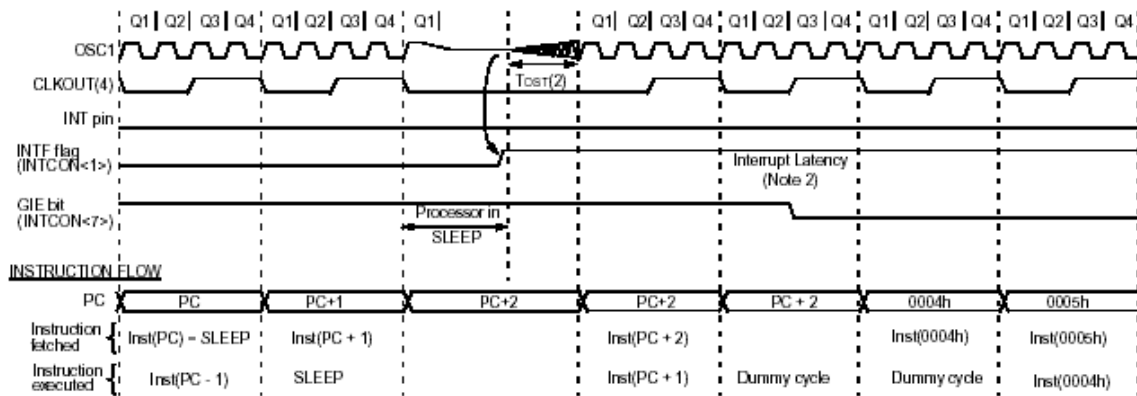 Q1 Q2 Q3 Q4 Q1 Q2 Q3 Q4 Q1 Q1 Q2 Q3 Q4 Q1 Q2 Q3 Q4 Q1 Q2 Q3 Q4 Q1 Q2 Q3 Q4
OSC1
CLKOUT(4)
TOST(2)
INT pin
INTF flag
(INTCON<1>)
Interrupt Latency
(Note 2)
GIE bit
(INTCON<7>)
Processor in
SLEEP
INSTRUCTION FLOW
PC PC PC+1 PC+2 PC+2 PC + 2 0004h 0005h
Instruction
fetched
Inst(PC) = SLEEP Inst(PC + 1) Inst(PC + 2) Inst(0004h) Inst(0005h)
Instruction
executed
Inst(PC - 1) SLEEP Inst(PC + 1) Dummy cycle Dummy cycle Inst(0004h)